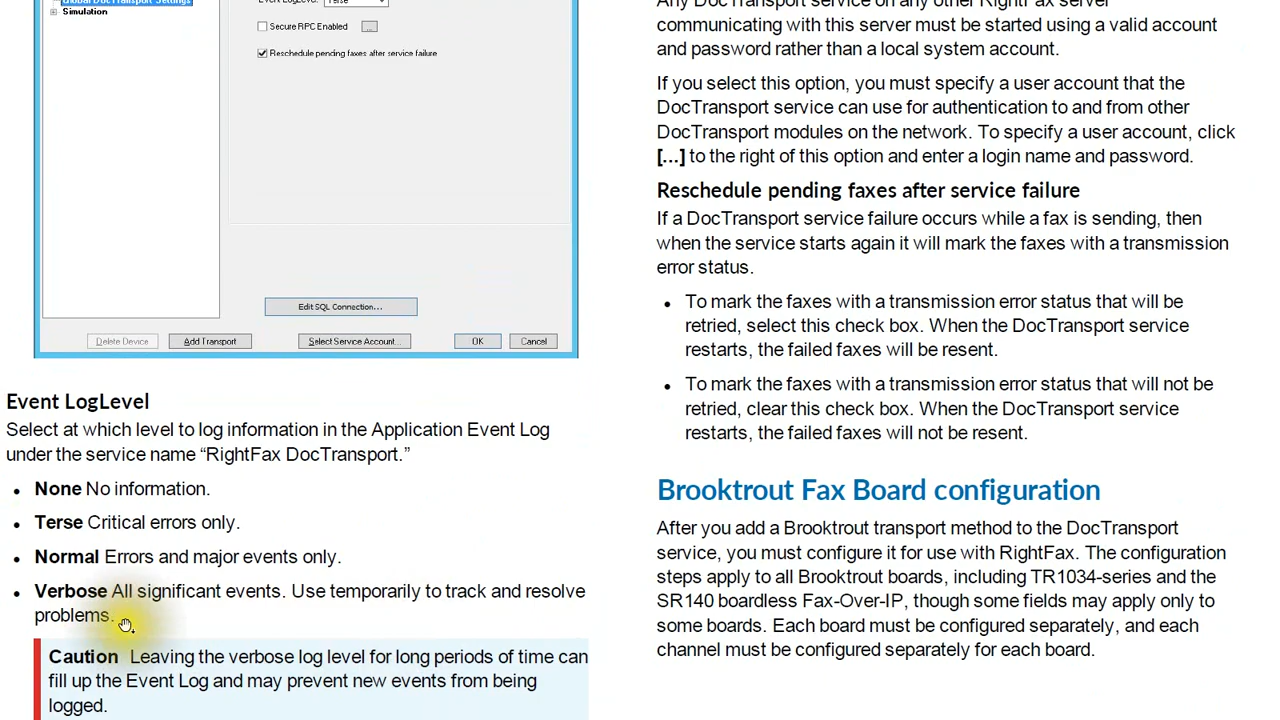 Global DocTransport Settings
Simulation
Event LogLevel: Terse
Secure RPC Enabled ...
Reschedule pending faxes after service failure
Edit SQL Connection...
Delete Device Add Transport Select Service Account... OK Cancel
Event LogLevel
Select at which level to log information in the Application Event Log
under the service name “RightFax DocTransport.”
• None No information.
• Terse Critical errors only.
• Normal Errors and major events only.
• Verbose All significant events. Use temporarily to track and resolve
problems.
Caution Leaving the verbose log level for long periods of time can
fill up the Event Log and may prevent new events from being
logged.
Any DocTransport service on any other RightFax server
communicating with this server must be started using a valid account
and password rather than a local system account.
If you select this option, you must specify a user account that the
DocTransport service can use for authentication to and from other
DocTransport modules on the network. To specify a user account, click
[...] to the right of this option and enter a login name and password.
Reschedule pending faxes after service failure
If a DocTransport service failure occurs while a fax is sending, then
when the service starts again it will mark the faxes with a transmission
error status.
• To mark the faxes with a transmission error status that will be
retried, select this check box. When the DocTransport service
restarts, the failed faxes will be resent.
• To mark the faxes with a transmission error status that will not be
retried, clear this check box. When the DocTransport service
restarts, the failed faxes will not be resent.
Brooktrout Fax Board configuration
After you add a Brooktrout transport method to the DocTransport
service, you must configure it for use with RightFax. The configuration
steps apply to all Brooktrout boards, including TR1034-series and the
SR140 boardless Fax-Over-IP, though some fields may apply only to
some boards. Each board must be configured separately, and each
channel must be configured separately for each board.